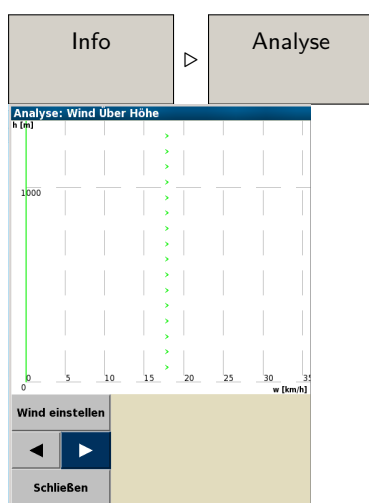 Info
▷
Analyse
Analyse: Wind Über Höhe
h [m]
1000
0 5 10 15 20 25 30 35
0
w [km/h]
Wind einstellen
◀ ▶
Schließen